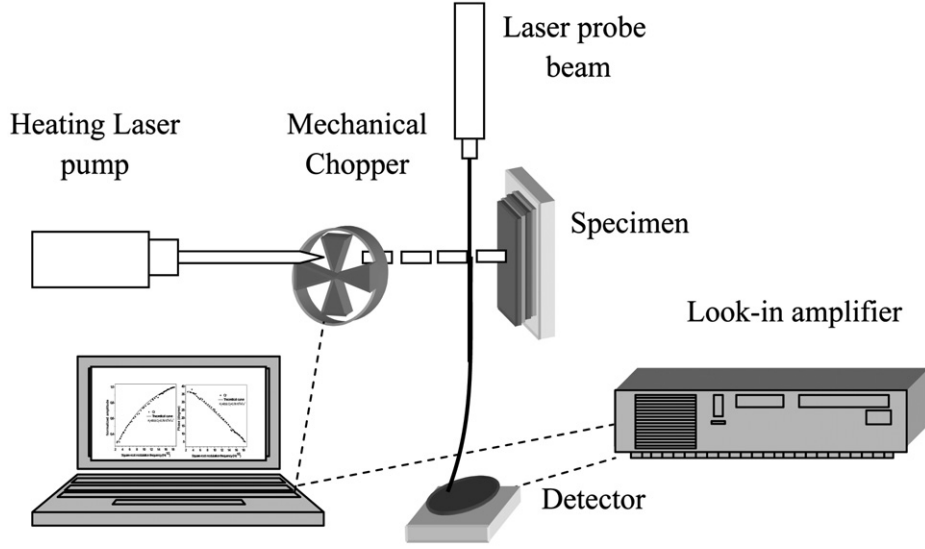 Laser probe
beam
Heating Laser
pump
Mechanical
Chopper
Specimen
Look-in amplifier
Detector